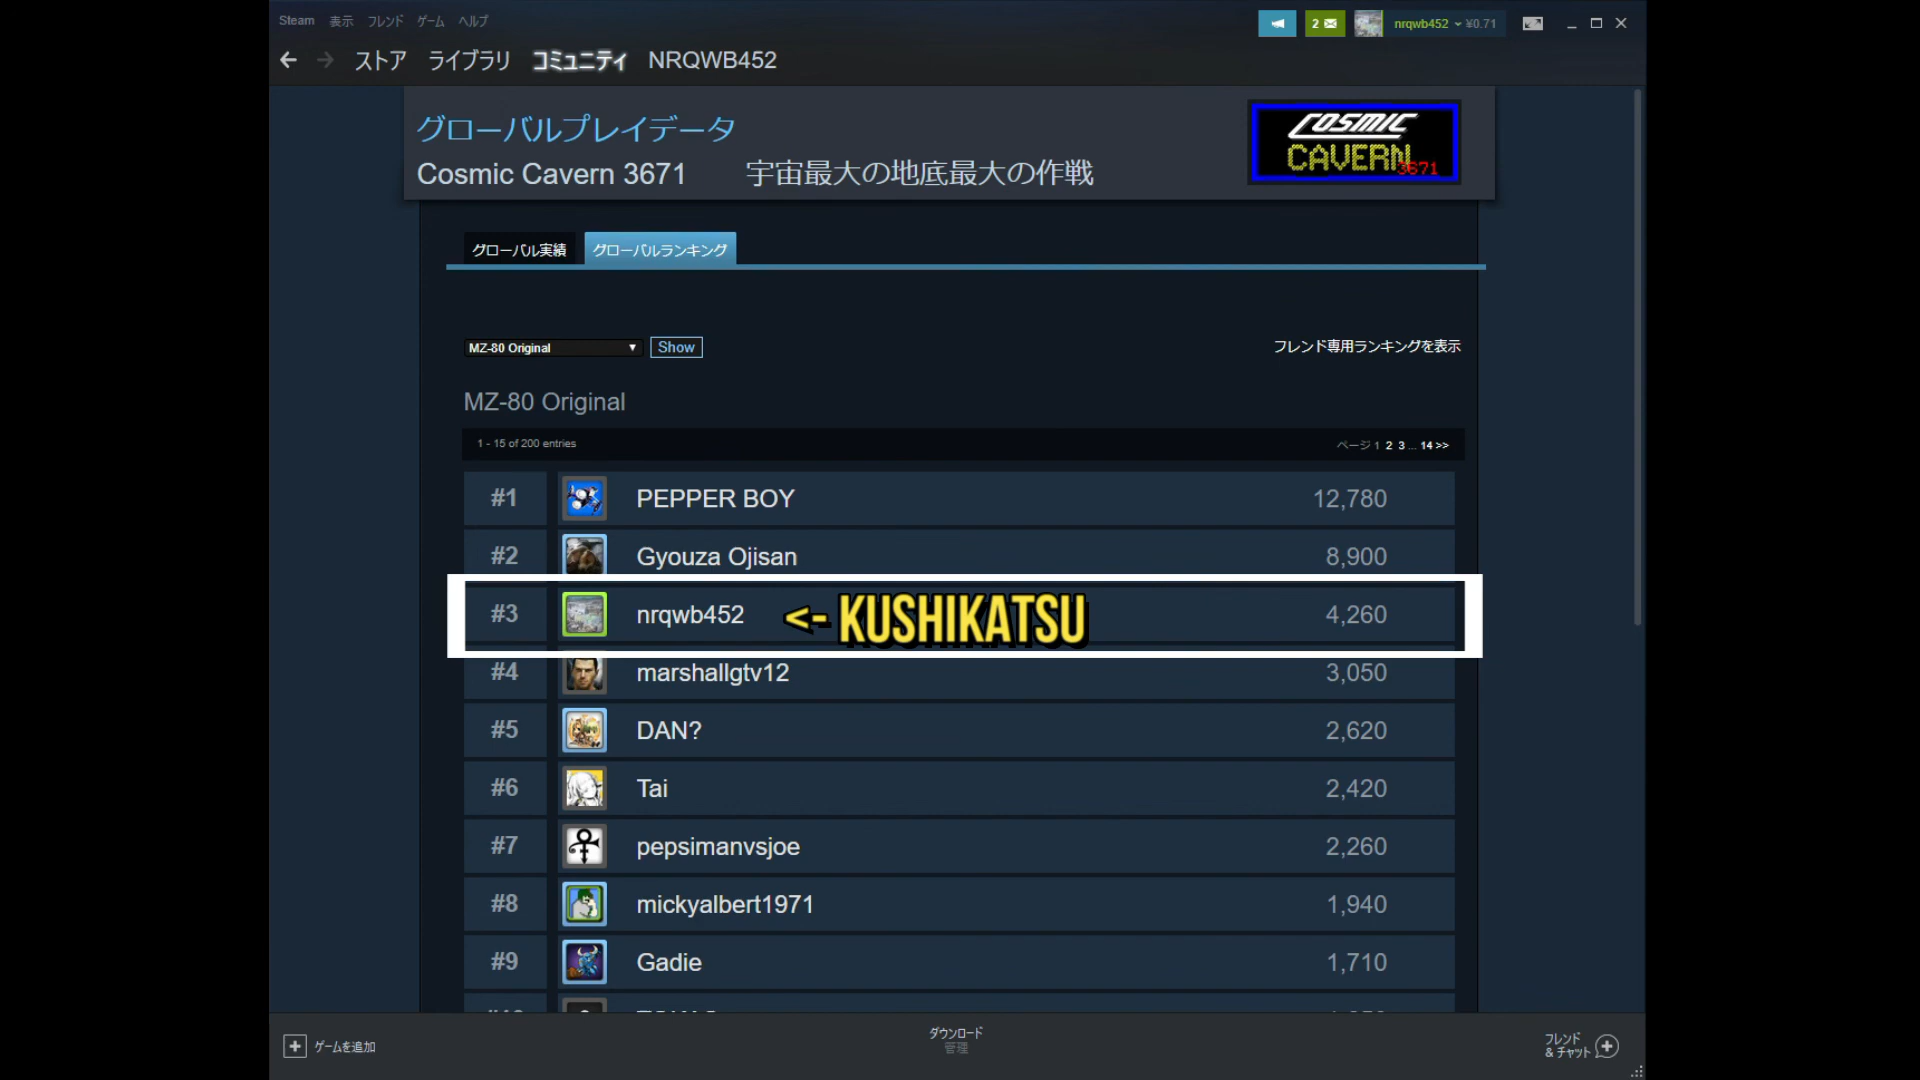 Steam 表示 フレンド ゲーム ヘルプ
2 nrqwb452 ¥0.71
ストア ライブラリ コミュニティ NRQWB452
グローバルプレイデータ
Cosmic Cavern 3671 宇宙最大の地底最大の作戦
COSMIC
CAVERN
3671
グローバル実績 グローバルランキング
MZ-80 Original Show フレンド専用ランキングを表示
MZ-80 Original
1 - 15 of 200 entries ページ 1 2 3 ... 14 >>
#1 PEPPER BOY 12,780
#2 Gyouza Ojisan 8,900
#3 nrqwb452 <- KUSHIKATSU 4,260
#4 marshallgtv12 3,050
#5 DAN? 2,620
#6 Tai 2,420
#7 pepsimanvsjoe 2,260
#8 mickyalbert1971 1,940
#9 Gadie 1,710
ゲームを追加
ダウンロード
管理
フレンド
& チャット